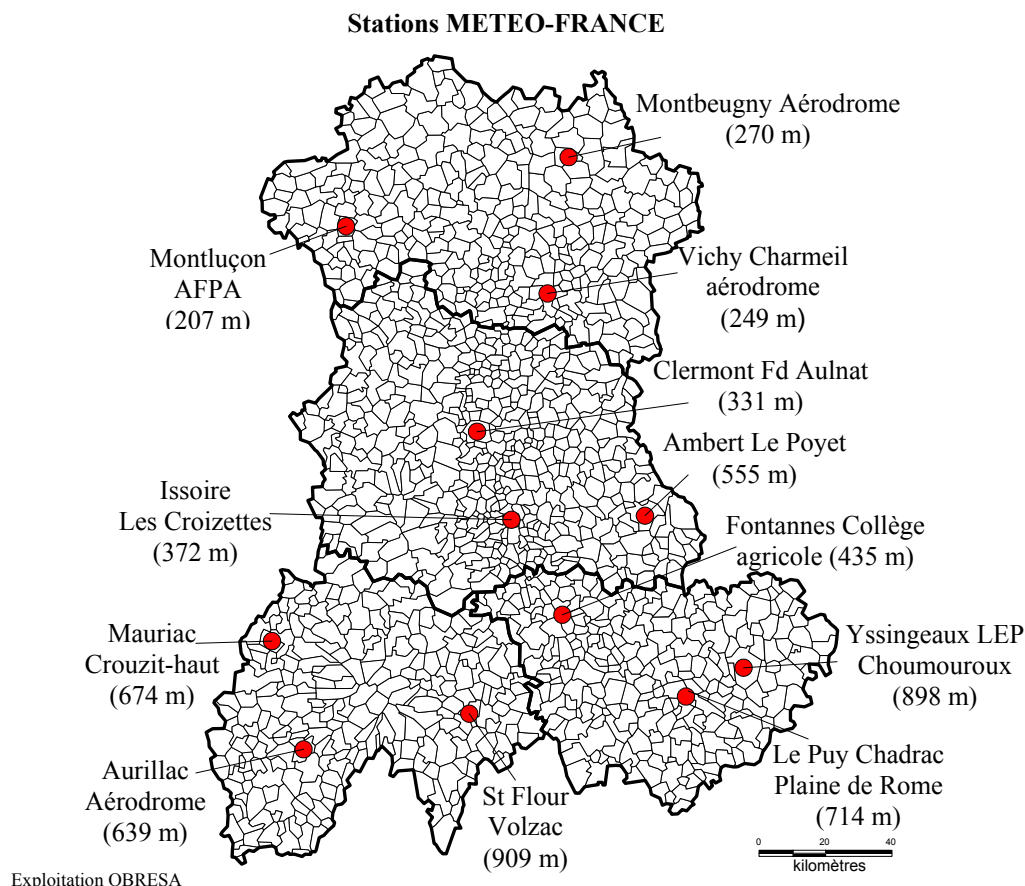 Stations METEO-FRANCE
Montbeugny Aérodrome
(270 m)
Montluçon
AFPA
(207 m)
Vichy Charmeil
aérodrome
(249 m)
Clermont Fd Aulnat
(331 m)
Ambert Le Poyet
(555 m)
Issoire
Les Croizettes
(372 m)
Fontannes Collège
agricole (435 m)
Mauriac
Crouzit-haut
(674 m)
Yssingeaux LEP
Choumouroux
(898 m)
Aurillac
Aérodrome
(639 m)
St Flour
Volzac
(909 m)
Le Puy Chadrac
Plaine de Rome
(714 m)
0 20 40
kilomètres
Exploitation OBRESA